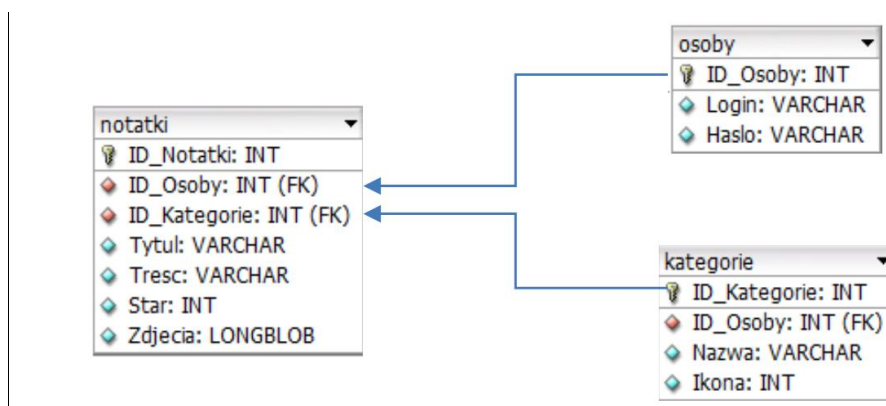 osoby
ID_Osoby: INT
Login: VARCHAR
Haslo: VARCHAR
notatki
ID_Notatki: INT
ID_Osoby: INT (FK)
ID_Kategorie: INT (FK)
Tytul: VARCHAR
Tresc: VARCHAR
Star: INT
Zdjecia: LONGBLOB
kategorie
ID_Kategorie: INT
ID_Osoby: INT (FK)
Nazwa: VARCHAR
Ikona: INT